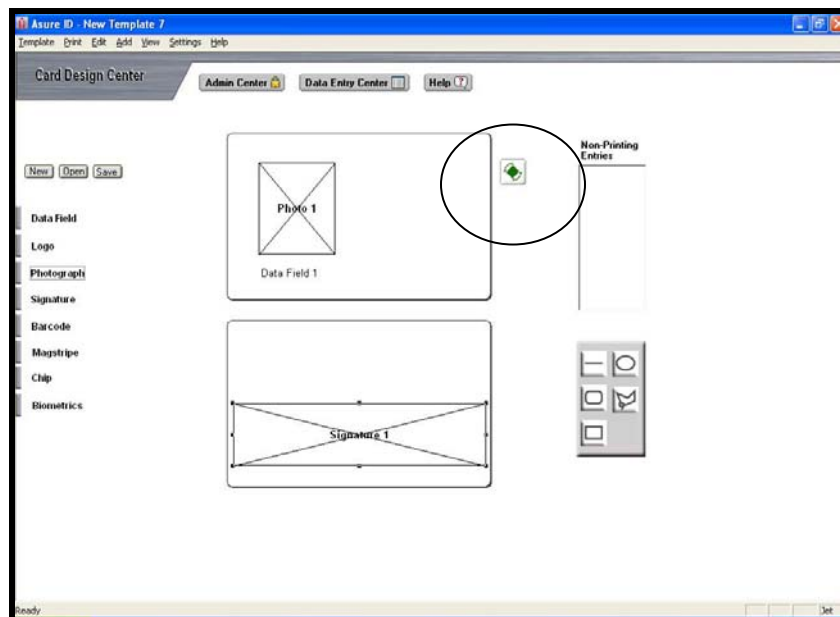 Asure ID - New Template 7
Template Print Edit Add View Settings Help
Card Design Center
Admin Center
Data Entry Center
Help
New Open Save
Data Field
Logo
Photograph
Signature
Barcode
Magstripe
Chip
Biometrics
Photo 1
Data Field 1
Signature 1
Non-Printing
Entries
Ready
Jet